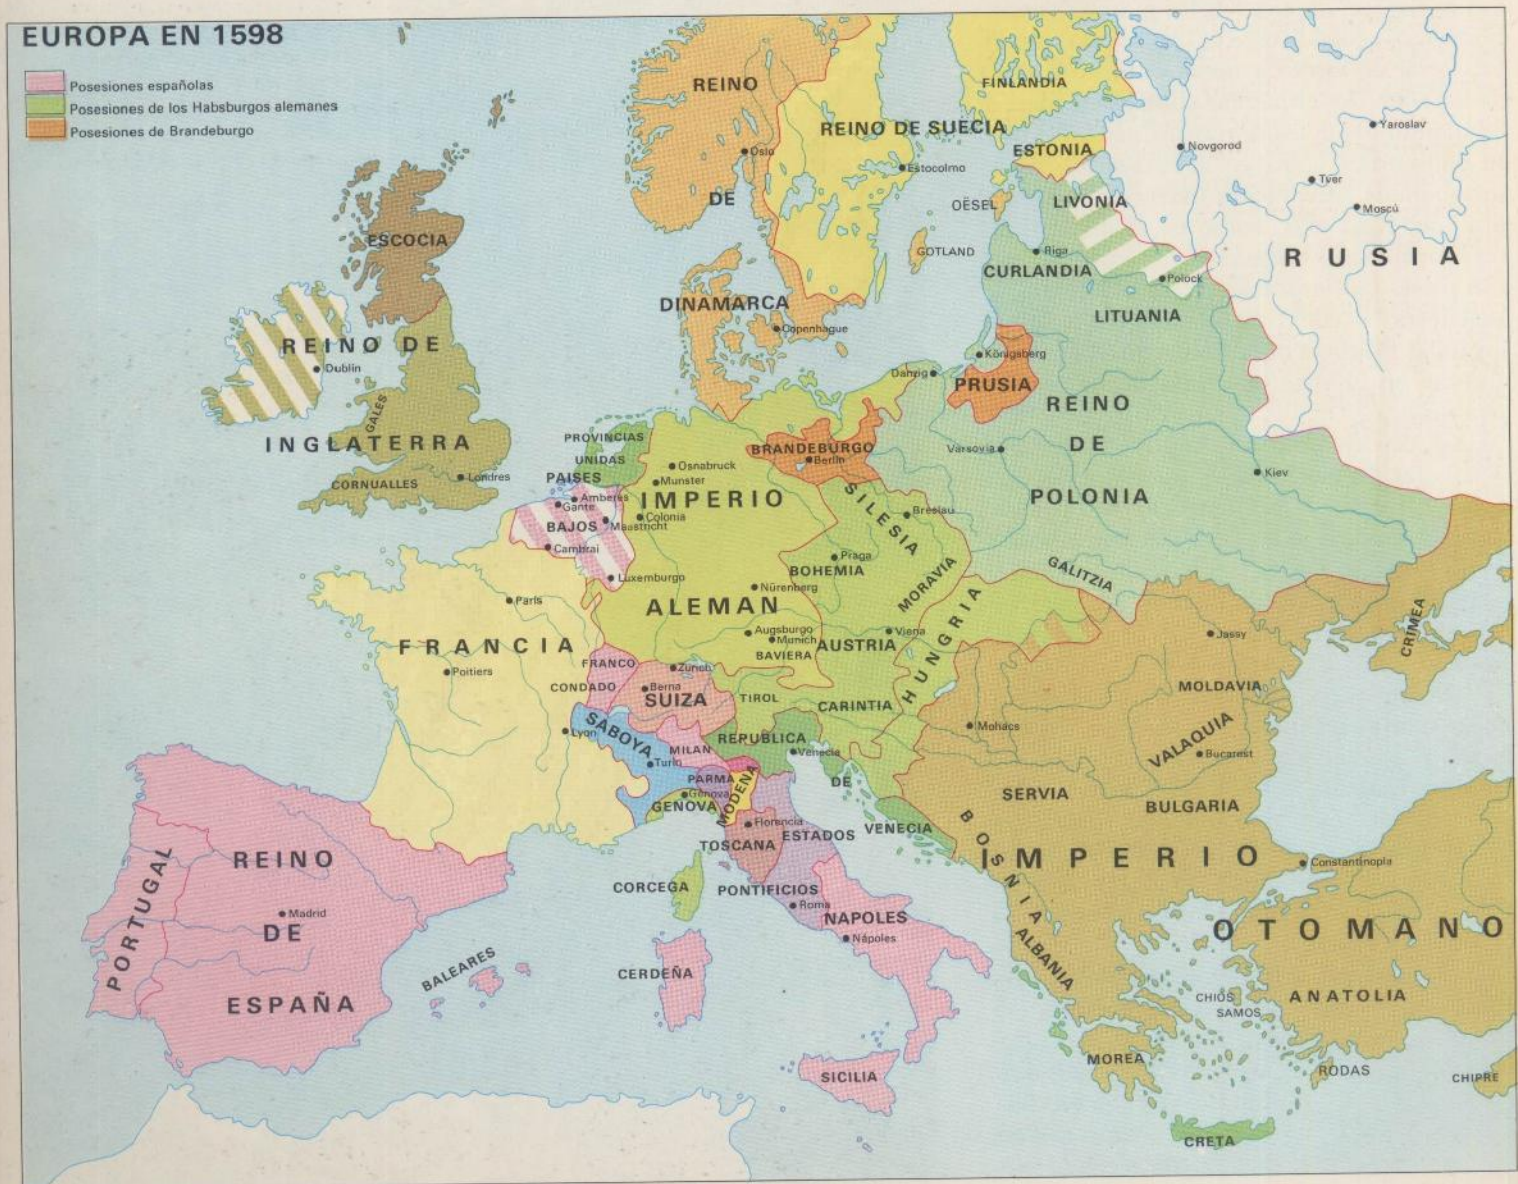 EUROPA EN 1598
Posesiones españolas
Posesiones de los Habsburgos alemanes
Posesiones de Brandeburgo
REINO
DE
Oslo
REINO DE SUECIA
Estocolmo
FINLANDIA
ESTONIA
OËSEL
LIVONIA
GOTLAND
Riga
CURLANDIA
Polock
LITUANIA
Novgorod
Yaroslav
Tver
Moscú
RUSIA
ESCOCIA
REINO DE
Dublin
GALES
INGLATERRA
CORNUALLES
Londres
DINAMARCA
Copenhague
Königsberg
Danzig
PRUSIA
REINO
DE
POLONIA
Varsovia
Kiev
GALITZIA
PROVINCIAS
UNIDAS
PAISES
BAJOS
Amberes
Gante
Maastricht
Cambrai
Luxemburgo
Osnabruck
Munster
IMPERIO
Colonia
ALEMAN
BRANDEBURGO
Berlín
SILESIA
Breslau
Praga
BOHEMIA
MORAVIA
Nürenberg
Augsburgo
Munich
BAVIERA
AUSTRIA
Viena
HUNGRIA
TIROL
CARINTIA
FRANCIA
París
Poitiers
Lyon
FRANCO
CONDADO
Zurich
Berna
SUIZA
SABOYA
Turín
MILAN
REPUBLICA
DE
VENECIA
Venecia
PARMA
MODENA
Génova
GENOVA
Florencia
TOSCANA
ESTADOS
PONTIFICIOS
Roma
NAPOLES
Nápoles
CORCEGA
CERDEÑA
SICILIA
REINO
DE
ESPAÑA
Madrid
PORTUGAL
BALEARES
Mohacs
Jassy
MOLDAVIA
VALAQUIA
Bucarest
CRIMEA
SERVIA
BULGARIA
BOSNIA
ALBANIA
IMPERIO
OTOMANO
Constantinopla
ANATOLIA
CHIOS
SAMOS
MOREA
RODAS
CHIPRE
CRETA